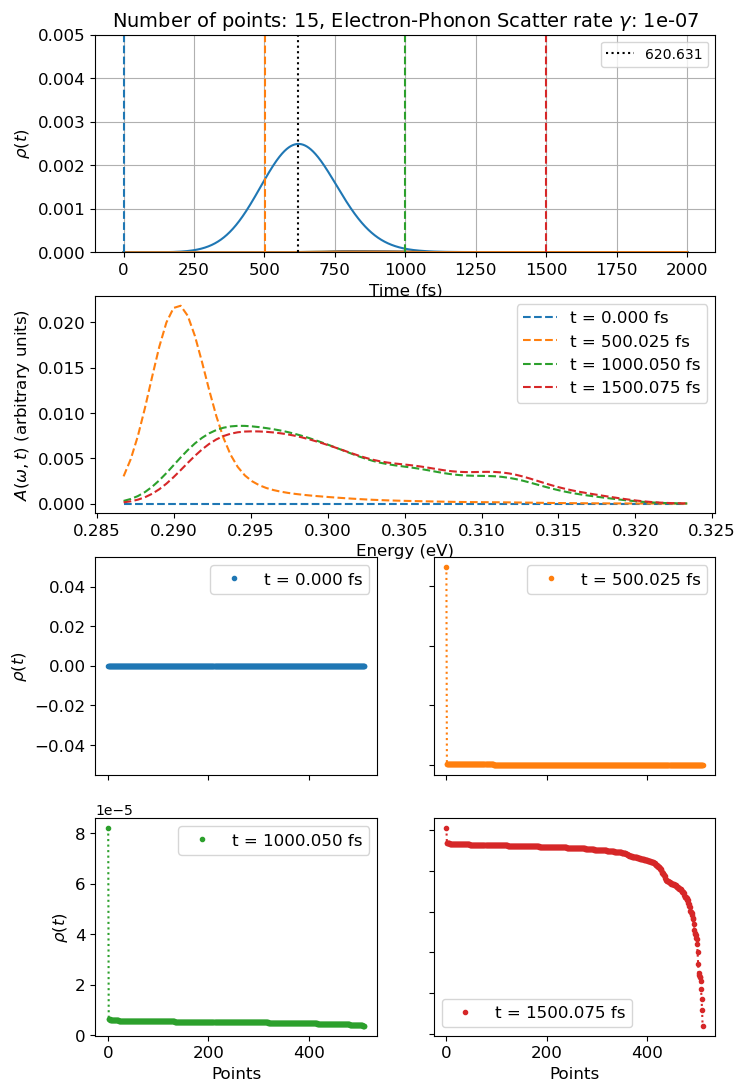 Number of points: 15, Electron-Phonon Scatter rate γ: 1e-07
0.005
0.004
0.003
0.002
0.001
0.000
ρ(t)
620.631
0 250 500 750 1000 1250 1500 1750 2000
Time (fs)
0.020
0.015
0.010
0.005
0.000
A(ω, t) (arbitrary units)
t = 0.000 fs
t = 500.025 fs
t = 1000.050 fs
t = 1500.075 fs
0.285 0.290 0.295 0.300 0.305 0.310 0.315 0.320 0.325
Energy (eV)
0.04
0.02
0.00
−0.02
−0.04
ρ(t)
t = 0.000 fs
t = 500.025 fs
1e−5
8
6
4
2
0
ρ(t)
t = 1000.050 fs
0 200 400
Points
t = 1500.075 fs
0 200 400
Points